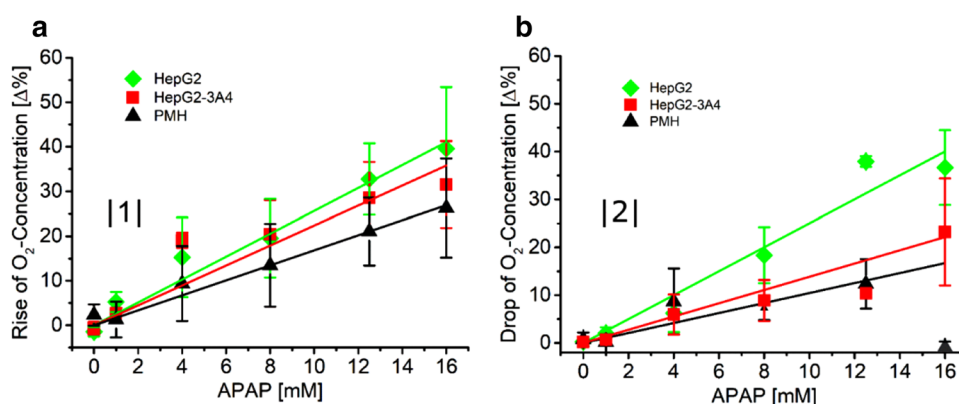 a
Rise of O₂-Concentration [Δ%]
60
50
40
30
20
10
0
HepG2
HepG2-3A4
PMH
|1|
0 2 4 6 8 10 12 14 16
APAP [mM]
b
Drop of O₂-Concentration [Δ%]
60
50
40
30
20
10
0
HepG2
HepG2-3A4
PMH
|2|
0 2 4 6 8 10 12 14 16
APAP [mM]